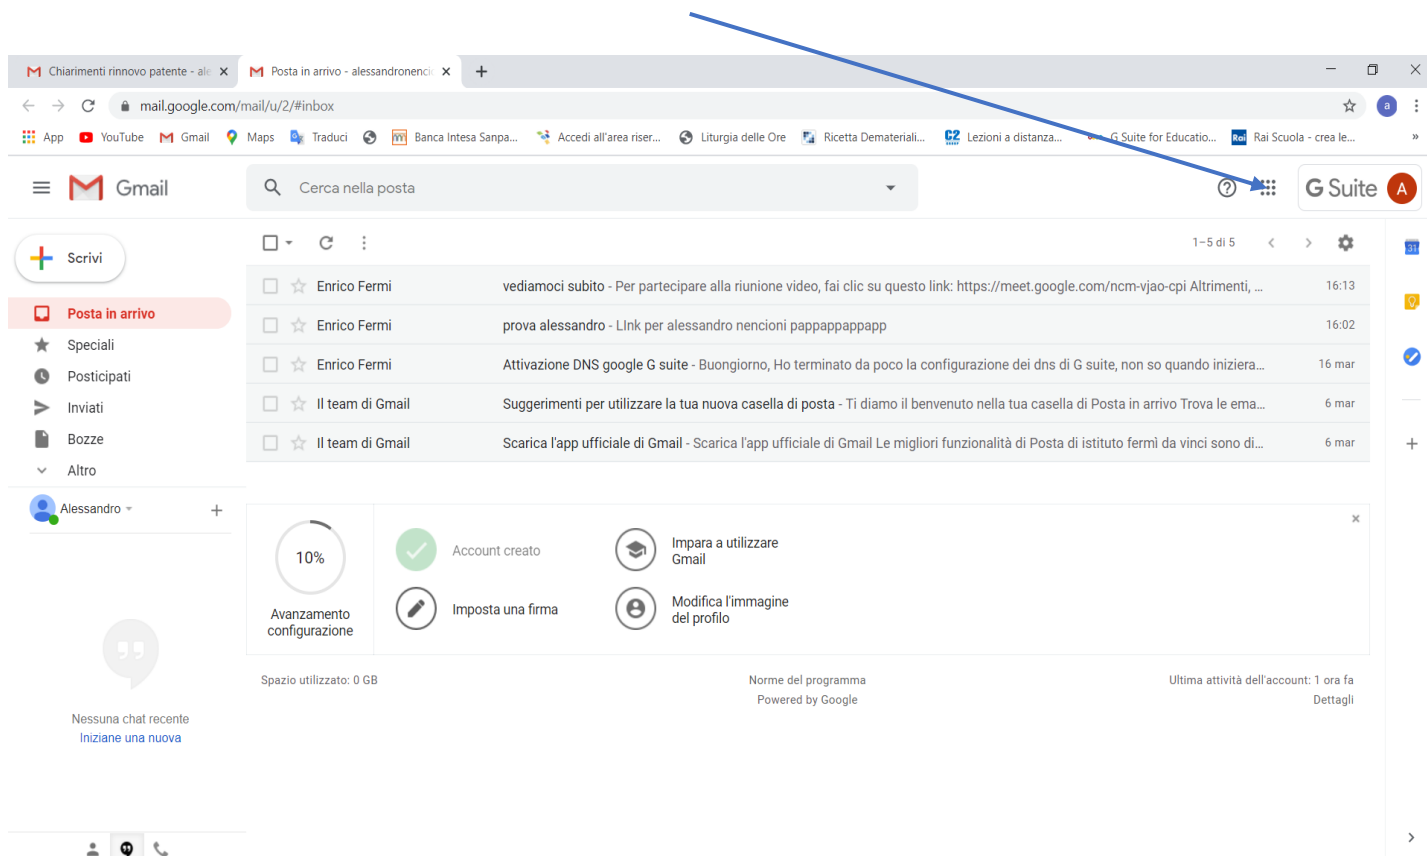 Chiarimenti rinnovo patente - ale
Posta in arrivo - alessandronenci
mail.google.com/mail/u/2/#inbox
a
App YouTube Gmail Maps Traduci Banca Intesa Sanpa... Accedi all'area riser... Liturgia delle Ore Ricetta Demateriali... C2 Lezioni a distanza... G Suite for Educatio... Rai Rai Scuola - crea le... »
Gmail
Cerca nella posta
G Suite
A
Scrivi
1–5 di 5
31
Posta in arrivo
Speciali
Posticipati
Inviati
Bozze
Altro
Alessandro
Enrico Fermi vediamoci subito - Per partecipare alla riunione video, fai clic su questo link: https://meet.google.com/ncm-vjao-cpi Altrimenti, ... 16:13
Enrico Fermi prova alessandro - LInk per alessandro nencioni pappappappapp 16:02
Enrico Fermi Attivazione DNS google G suite - Buongiorno, Ho terminato da poco la configurazione dei dns di G suite, non so quando iniziera... 16 mar
Il team di Gmail Suggerimenti per utilizzare la tua nuova casella di posta - Ti diamo il benvenuto nella tua casella di Posta in arrivo Trova le ema... 6 mar
Il team di Gmail Scarica l'app ufficiale di Gmail - Scarica l'app ufficiale di Gmail Le migliori funzionalità di Posta di istituto fermì da vinci sono di... 6 mar
10%
Avanzamento
configurazione
Account creato
Imposta una firma
Impara a utilizzare
Gmail
Modifica l'immagine
del profilo
Spazio utilizzato: 0 GB
Norme del programma
Powered by Google
Ultima attività dell'account: 1 ora fa
Dettagli
Nessuna chat recente
Iniziane una nuova